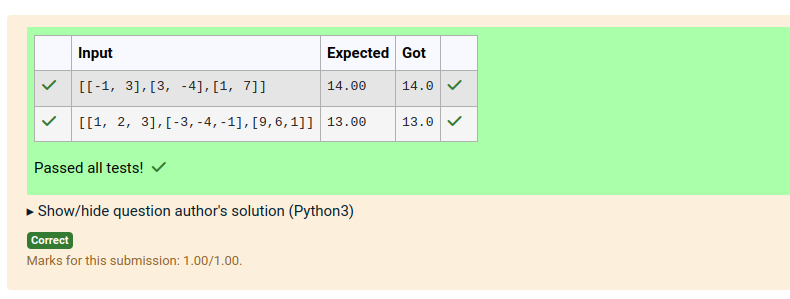 Input Expected Got
[[-1, 3],[3, -4],[1, 7]] 14.00 14.0
[[1, 2, 3],[-3,-4,-1],[9,6,1]] 13.00 13.0
Passed all tests!
Show/hide question author's solution (Python3)
Correct
Marks for this submission: 1.00/1.00.